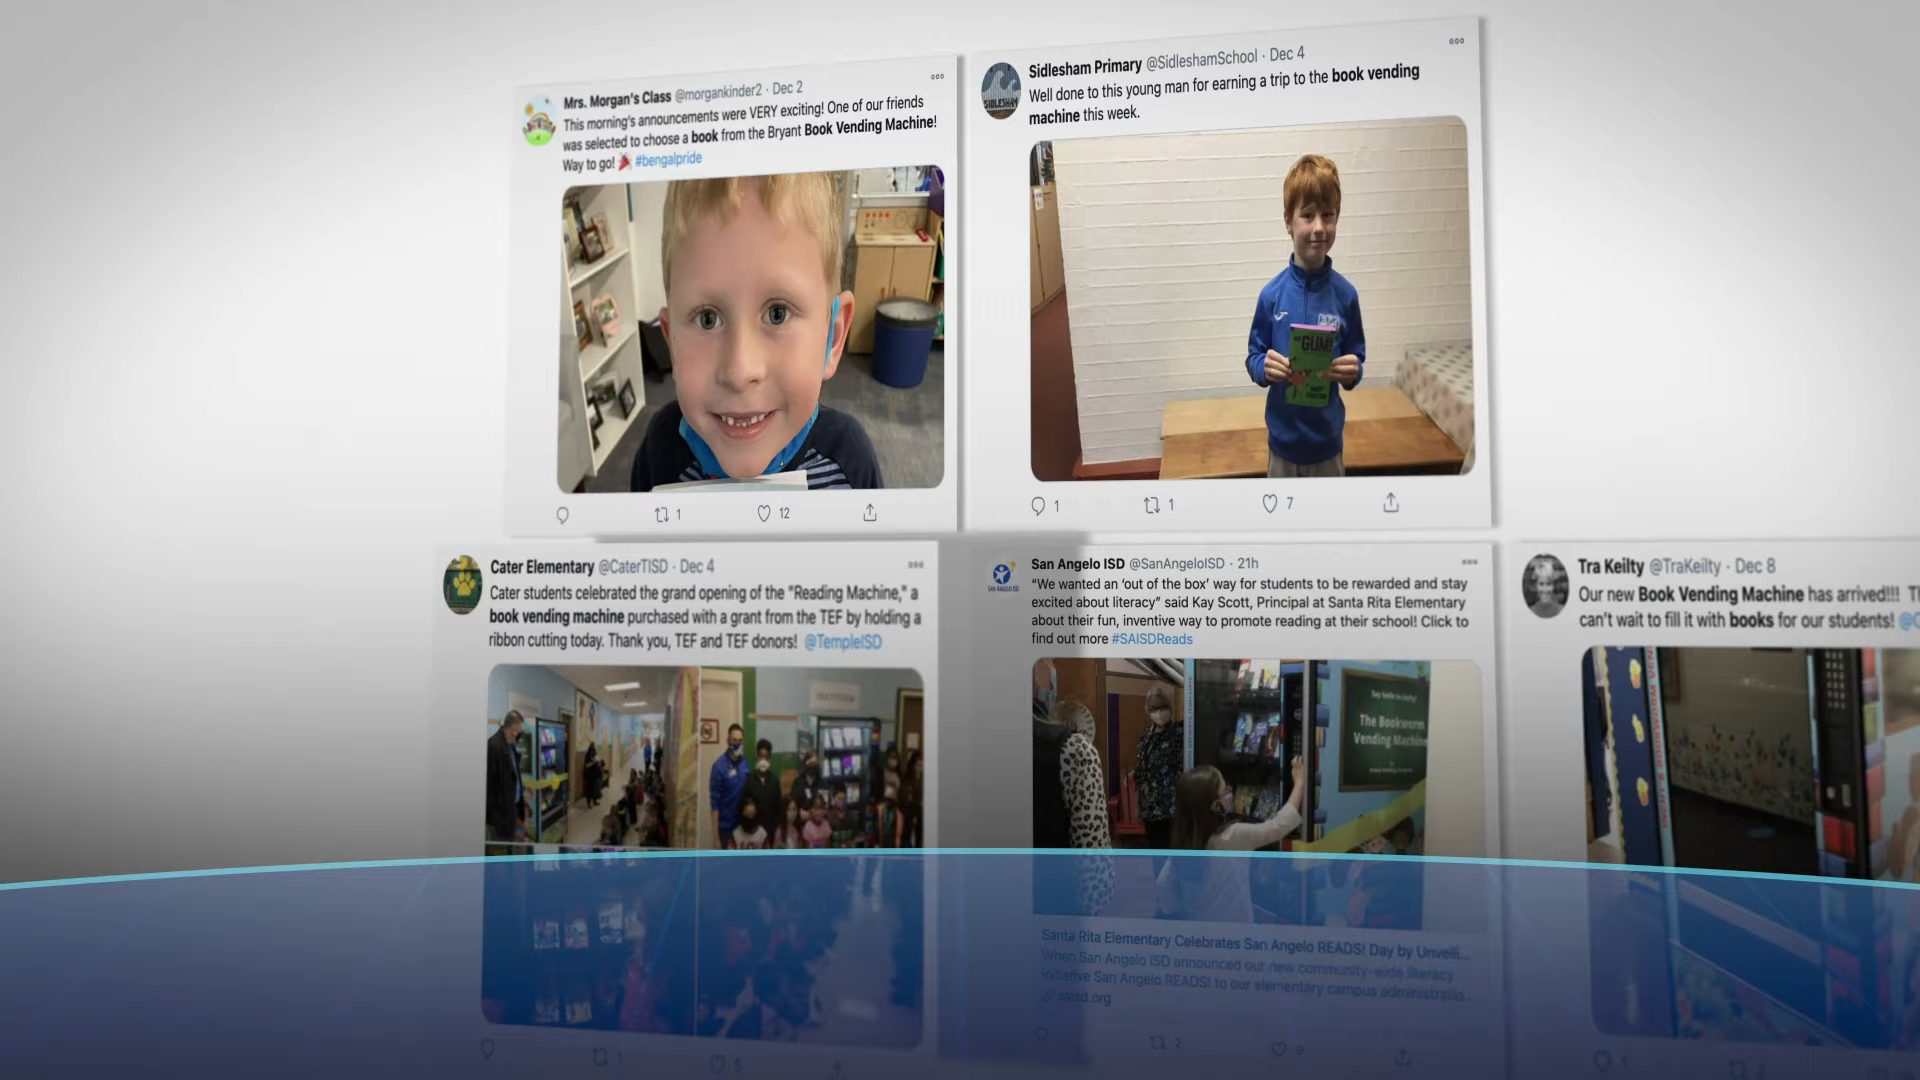 Mrs. Morgan's Class @morgankinder2 · Dec 2
This morning's announcements were VERY exciting! One of our friends
was selected to choose a book from the Bryant Book Vending Machine!
Way to go! #bengalpride
1 12
Sidlesham Primary @SidleshamSchool · Dec 4
Well done to this young man for earning a trip to the book vending
machine this week.
SIDLESHAM
GUM!
1 1 7
Cater Elementary @CaterTISD · Dec 4
Cater students celebrated the grand opening of the "Reading Machine," a
book vending machine purchased with a grant from the TEF by holding a
ribbon cutting today. Thank you, TEF and TEF donors! @TempleISD
1 5
San Angelo ISD @SanAngeloISD · 21h
"We wanted an 'out of the box' way for students to be rewarded and stay
excited about literacy" said Kay Scott, Principal at Santa Rita Elementary
about their fun, inventive way to promote reading at their school! Click to
find out more #SAISDReads
The Bookworm
Vending Machine
Santa Rita Elementary Celebrates San Angelo READS! Day by Unveili...
When San Angelo ISD announced our new community-wide literacy
initiative San Angelo READS! to our elementary campus administratio...
saisd.org
2 9
Tra Keilty @TraKeilty · Dec 8
Our new Book Vending Machine has arrived!!!
can't wait to fill it with books for our students!